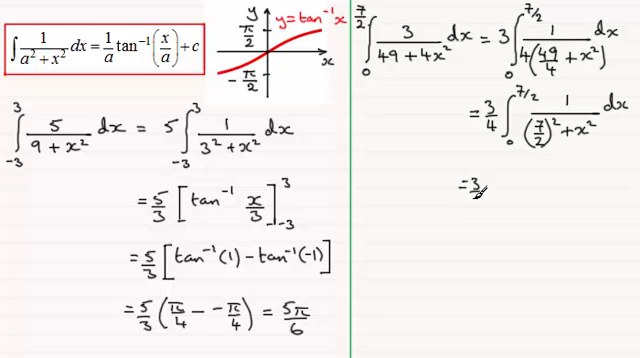 ∫ 1/(a² + x²) dx = 1/a tan⁻¹(x/a) + c
y
y = tan⁻¹ x
π/2
x
-π/2
∫₋₃³ 5/(9 + x²) dx = 5 ∫₋₃³ 1/(3² + x²) dx
= 5/3 [tan⁻¹ x/3]₋₃³
= 5/3 [tan⁻¹(1) - tan⁻¹(-1)]
= 5/3 (π/4 - -π/4) = 5π/6
∫₀^(7/2) 3/(49 + 4x²) dx = 3 ∫₀^(7/2) 1/(4(49/4 + x²)) dx
= 3/4 ∫₀^(7/2) 1/((7/2)² + x²) dx
= 3/